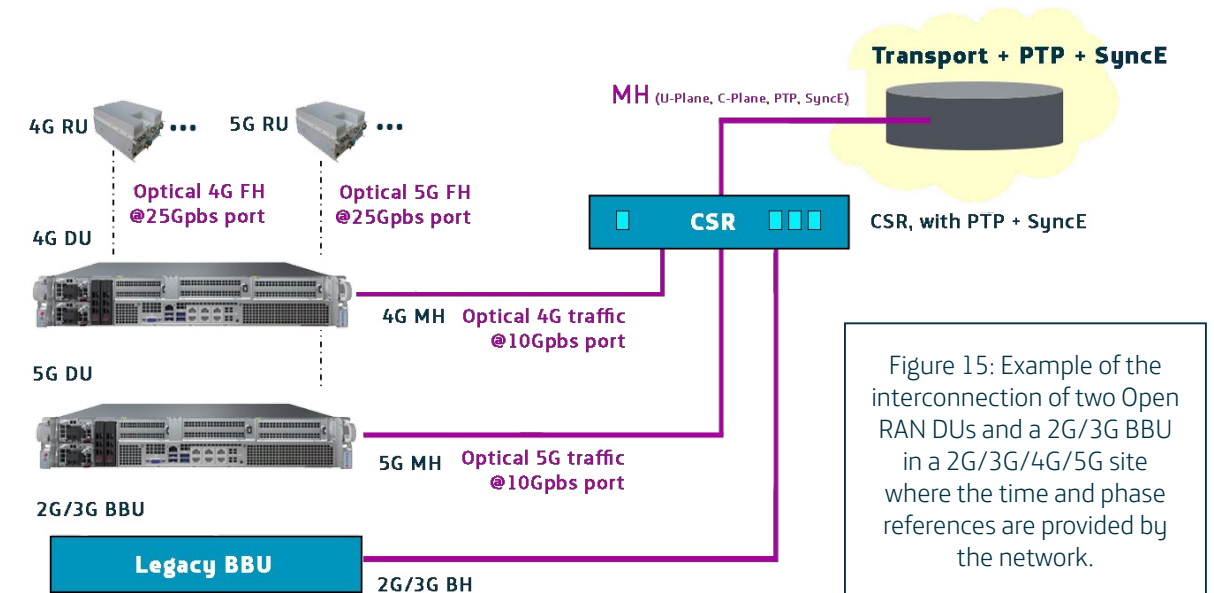 Transport + PTP + SyncE
MH (U-Plane, C-Plane, PTP, SyncE)
4G RU
...
5G RU
...
Optical 4G FH
@25Gpbs port
Optical 5G FH
@25Gpbs port
CSR
CSR, with PTP + SyncE
4G DU
4G MH
Optical 4G traffic
@10Gpbs port
5G DU
5G MH
Optical 5G traffic
@10Gpbs port
2G/3G BBU
Legacy BBU
2G/3G BH
Figure 15: Example of the
interconnection of two Open
RAN DUs and a 2G/3G BBU
in a 2G/3G/4G/5G site
where the time and phase
references are provided by
the network.